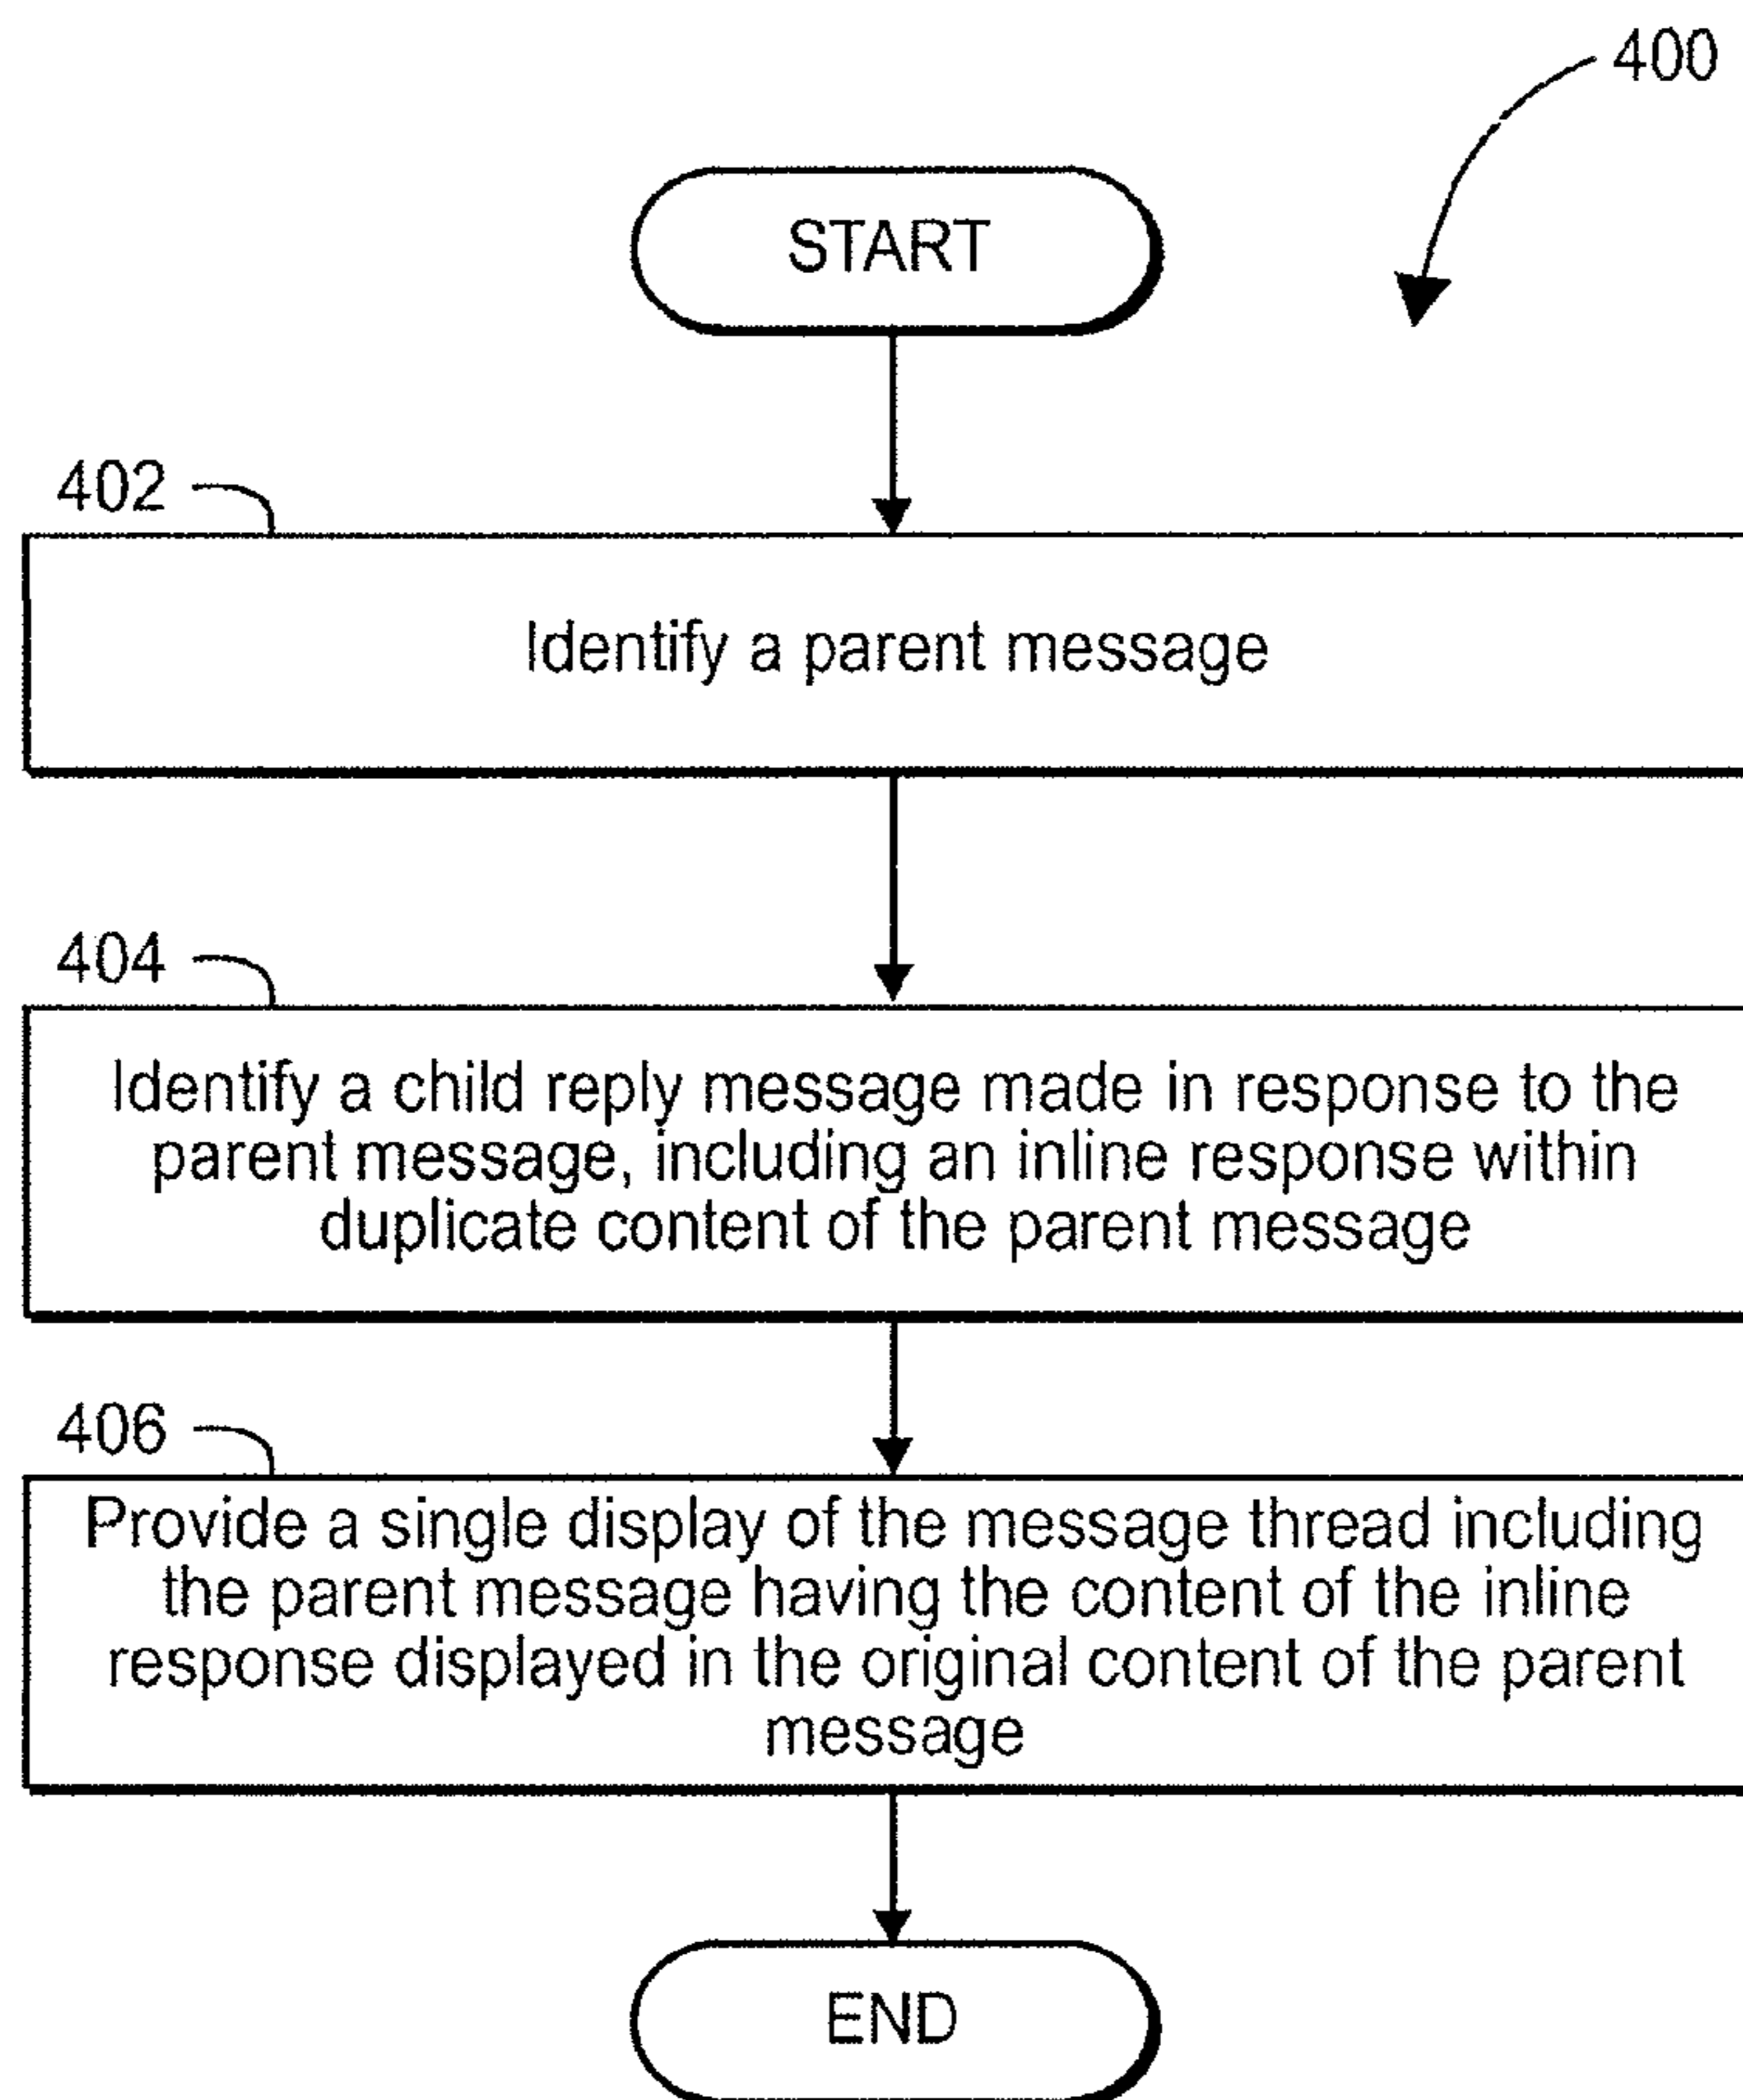 400
START
402
Identify a parent message
404
Identify a child reply message made in response to the
parent message, including an inline response within
duplicate content of the parent message
406
Provide a single display of the message thread including
the parent message having the content of the inline
response displayed in the original content of the parent
message
END